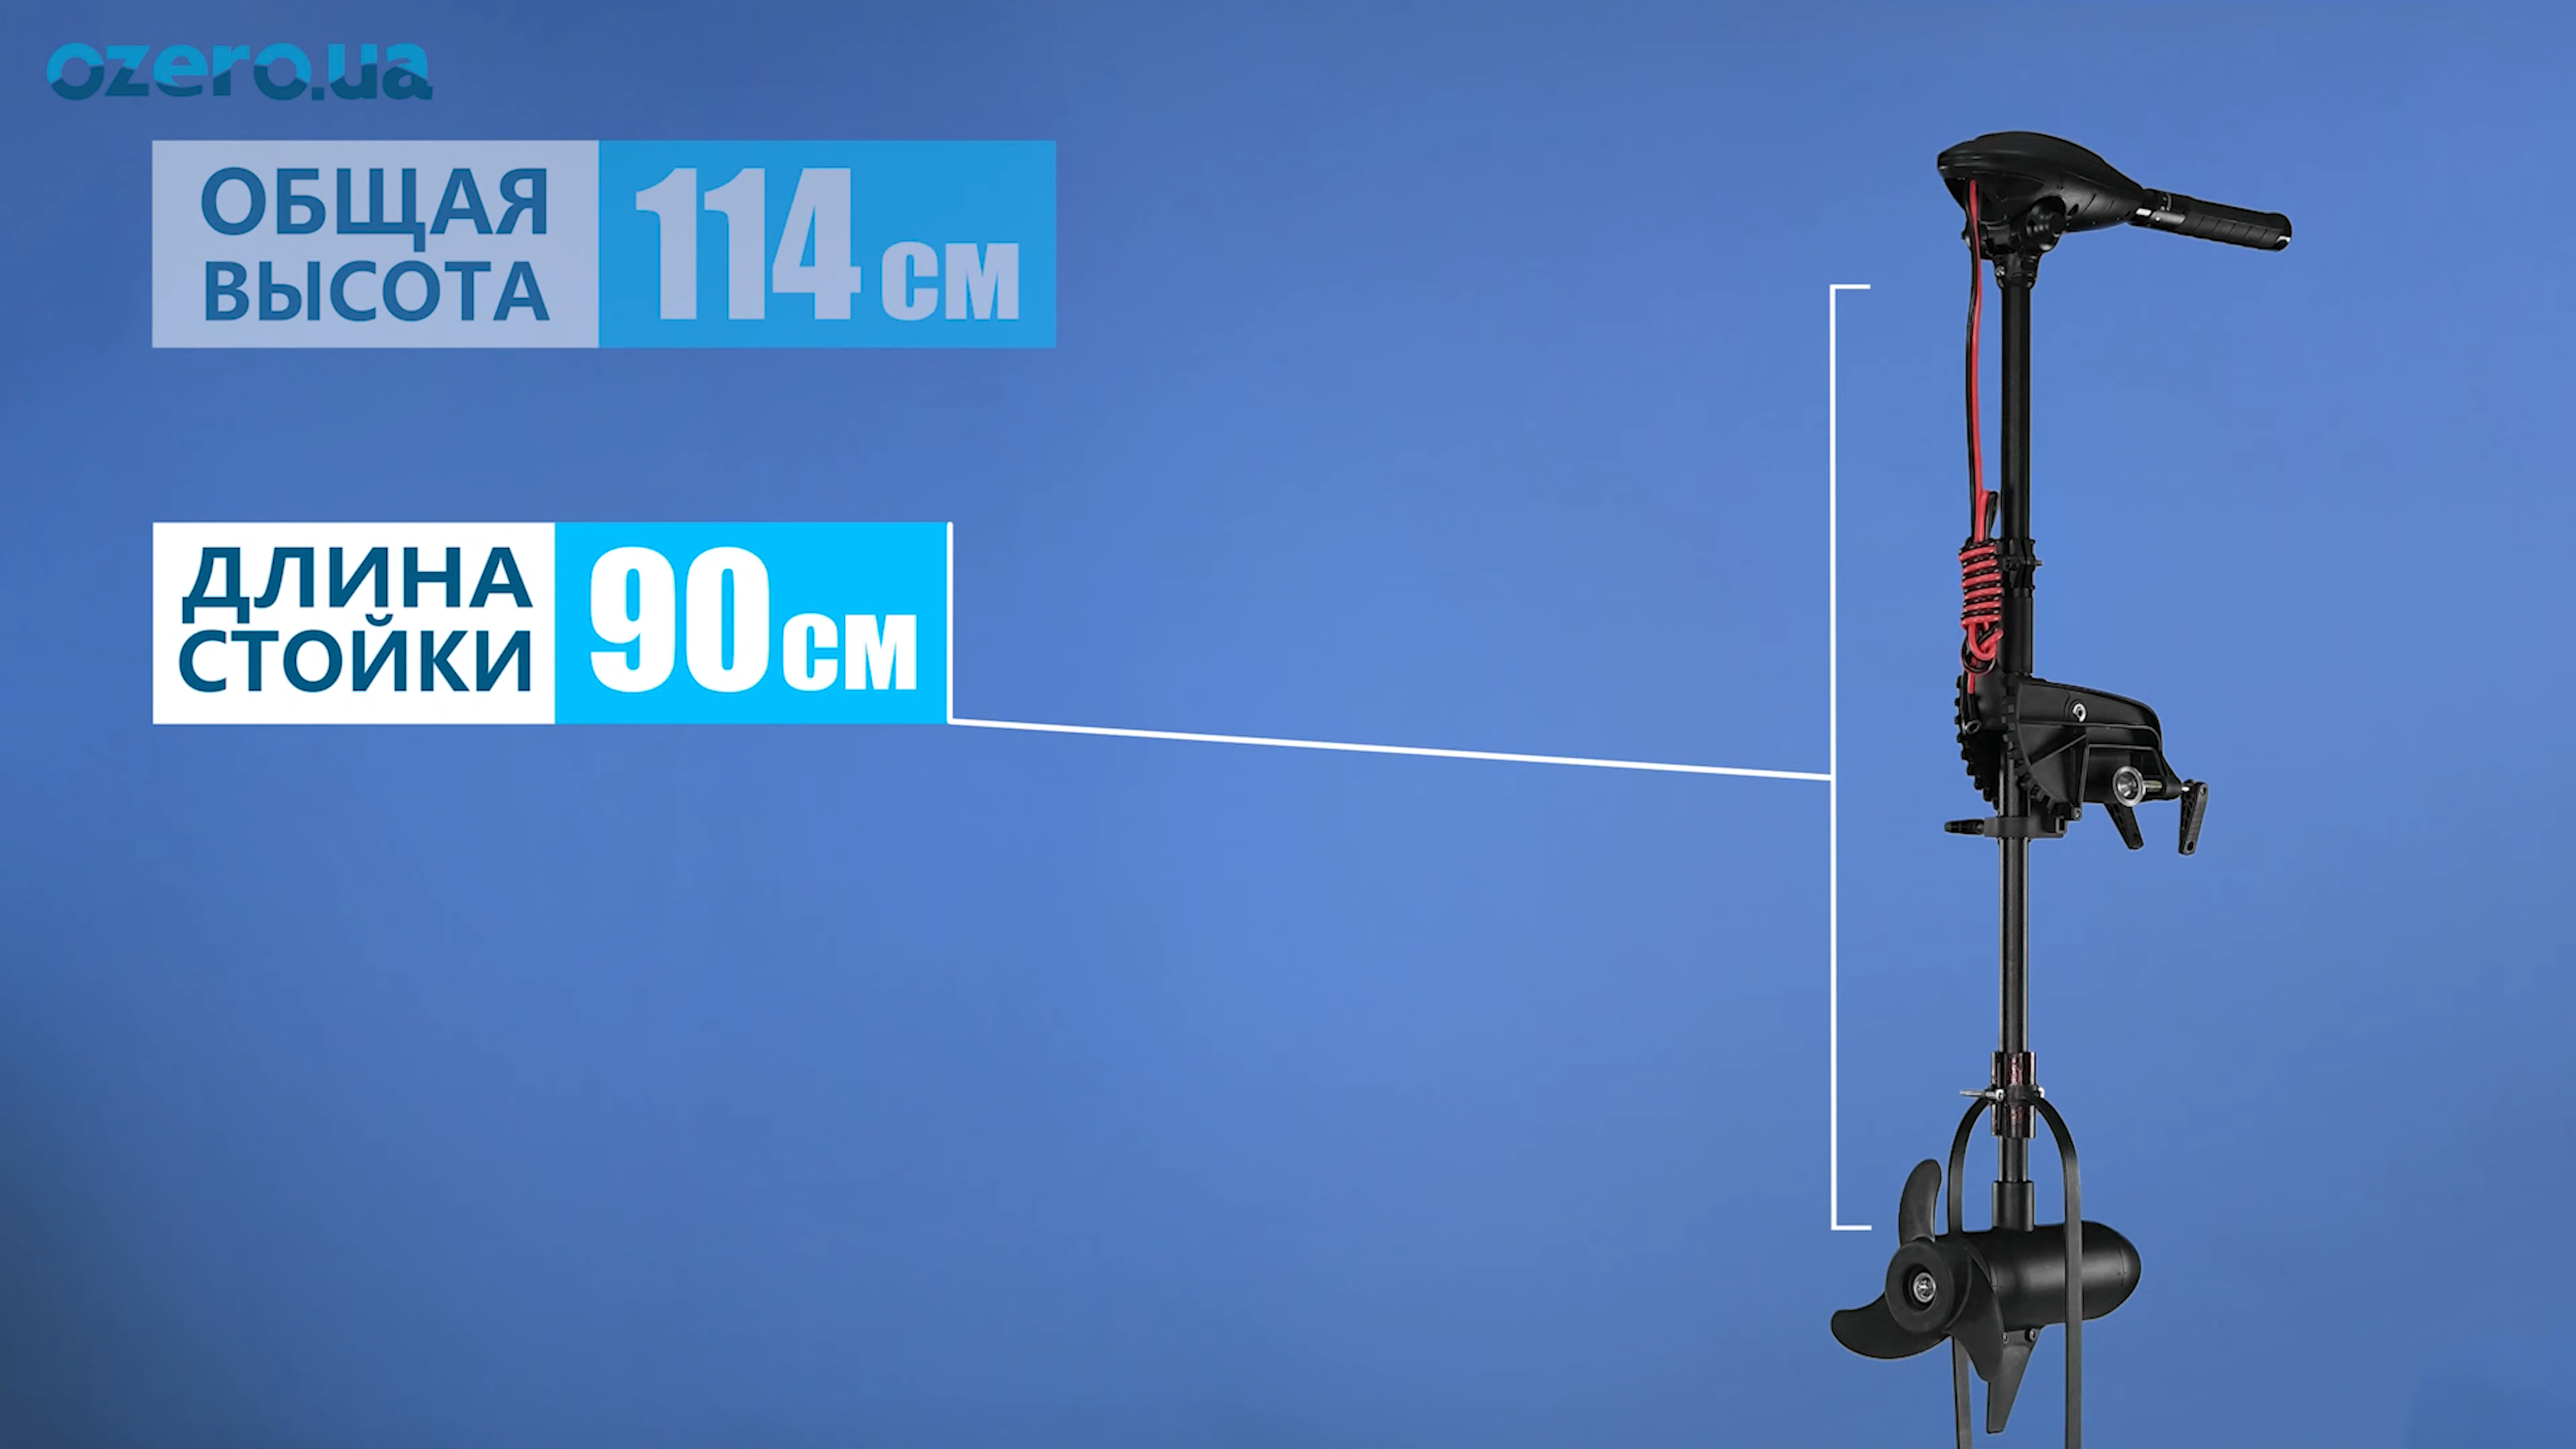 ozero.ua
ОБЩАЯ
ВЫСОТА
114 см
ДЛИНА
СТОЙКИ
90 см